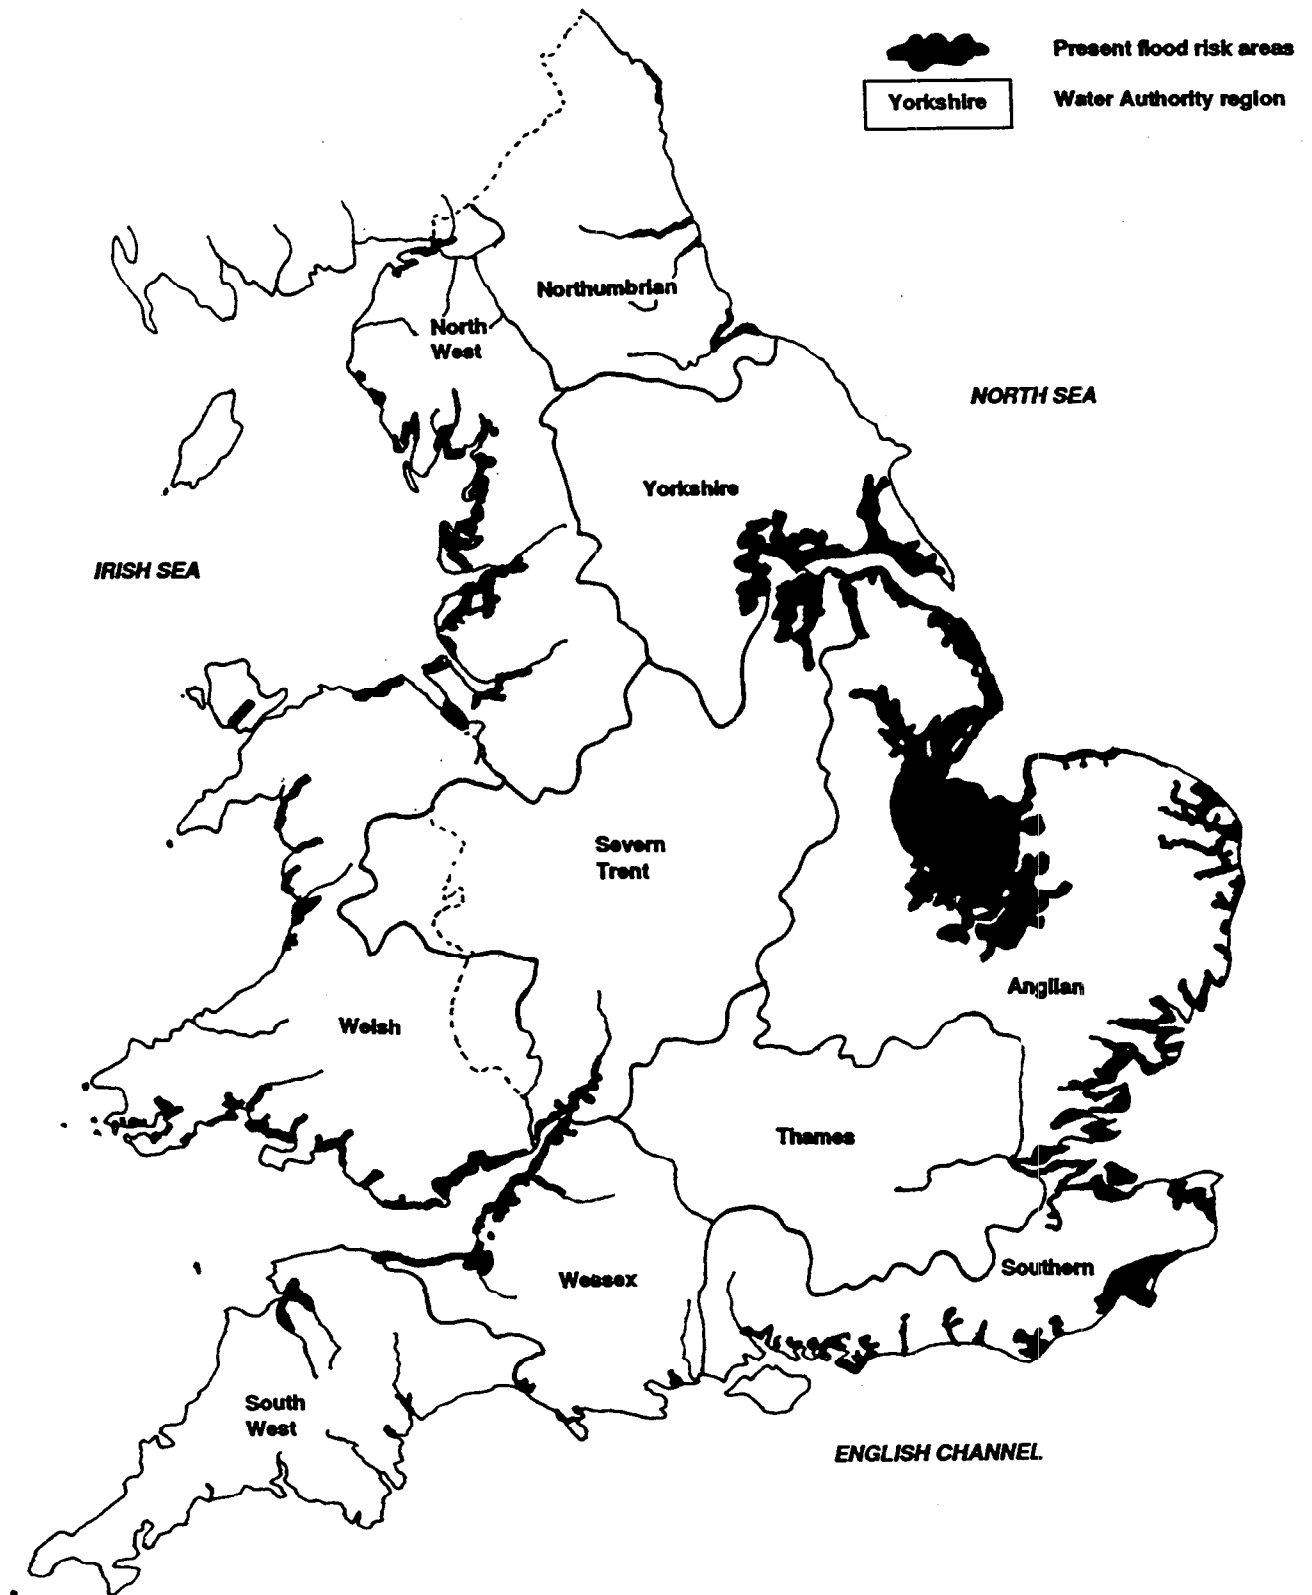 Present flood risk areas
Yorkshire
Water Authority region
Northumbrian
North
West
NORTH SEA
Yorkshire
IRISH SEA
Severn
Trent
Anglian
Welsh
Thames
Southern
Wessex
South
West
ENGLISH CHANNEL